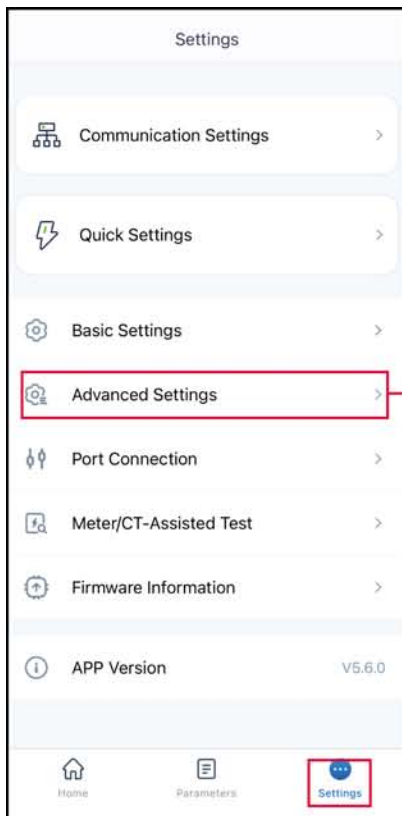 Settings
Communication Settings
Quick Settings
Basic Settings
Advanced Settings
Port Connection
Meter/CT-Assisted Test
Firmware Information
APP Version V5.6.0
Home Parameters Settings